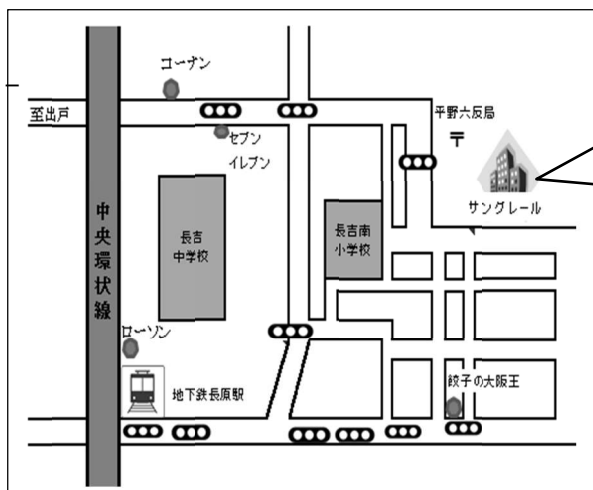 コーナン
至出戸
セブン
イレブン
平野六反局
〒
サングレール
中央環状線
長吉
中学校
長吉南
小学校
ローソン
地下鉄長原駅
餃子の大阪王